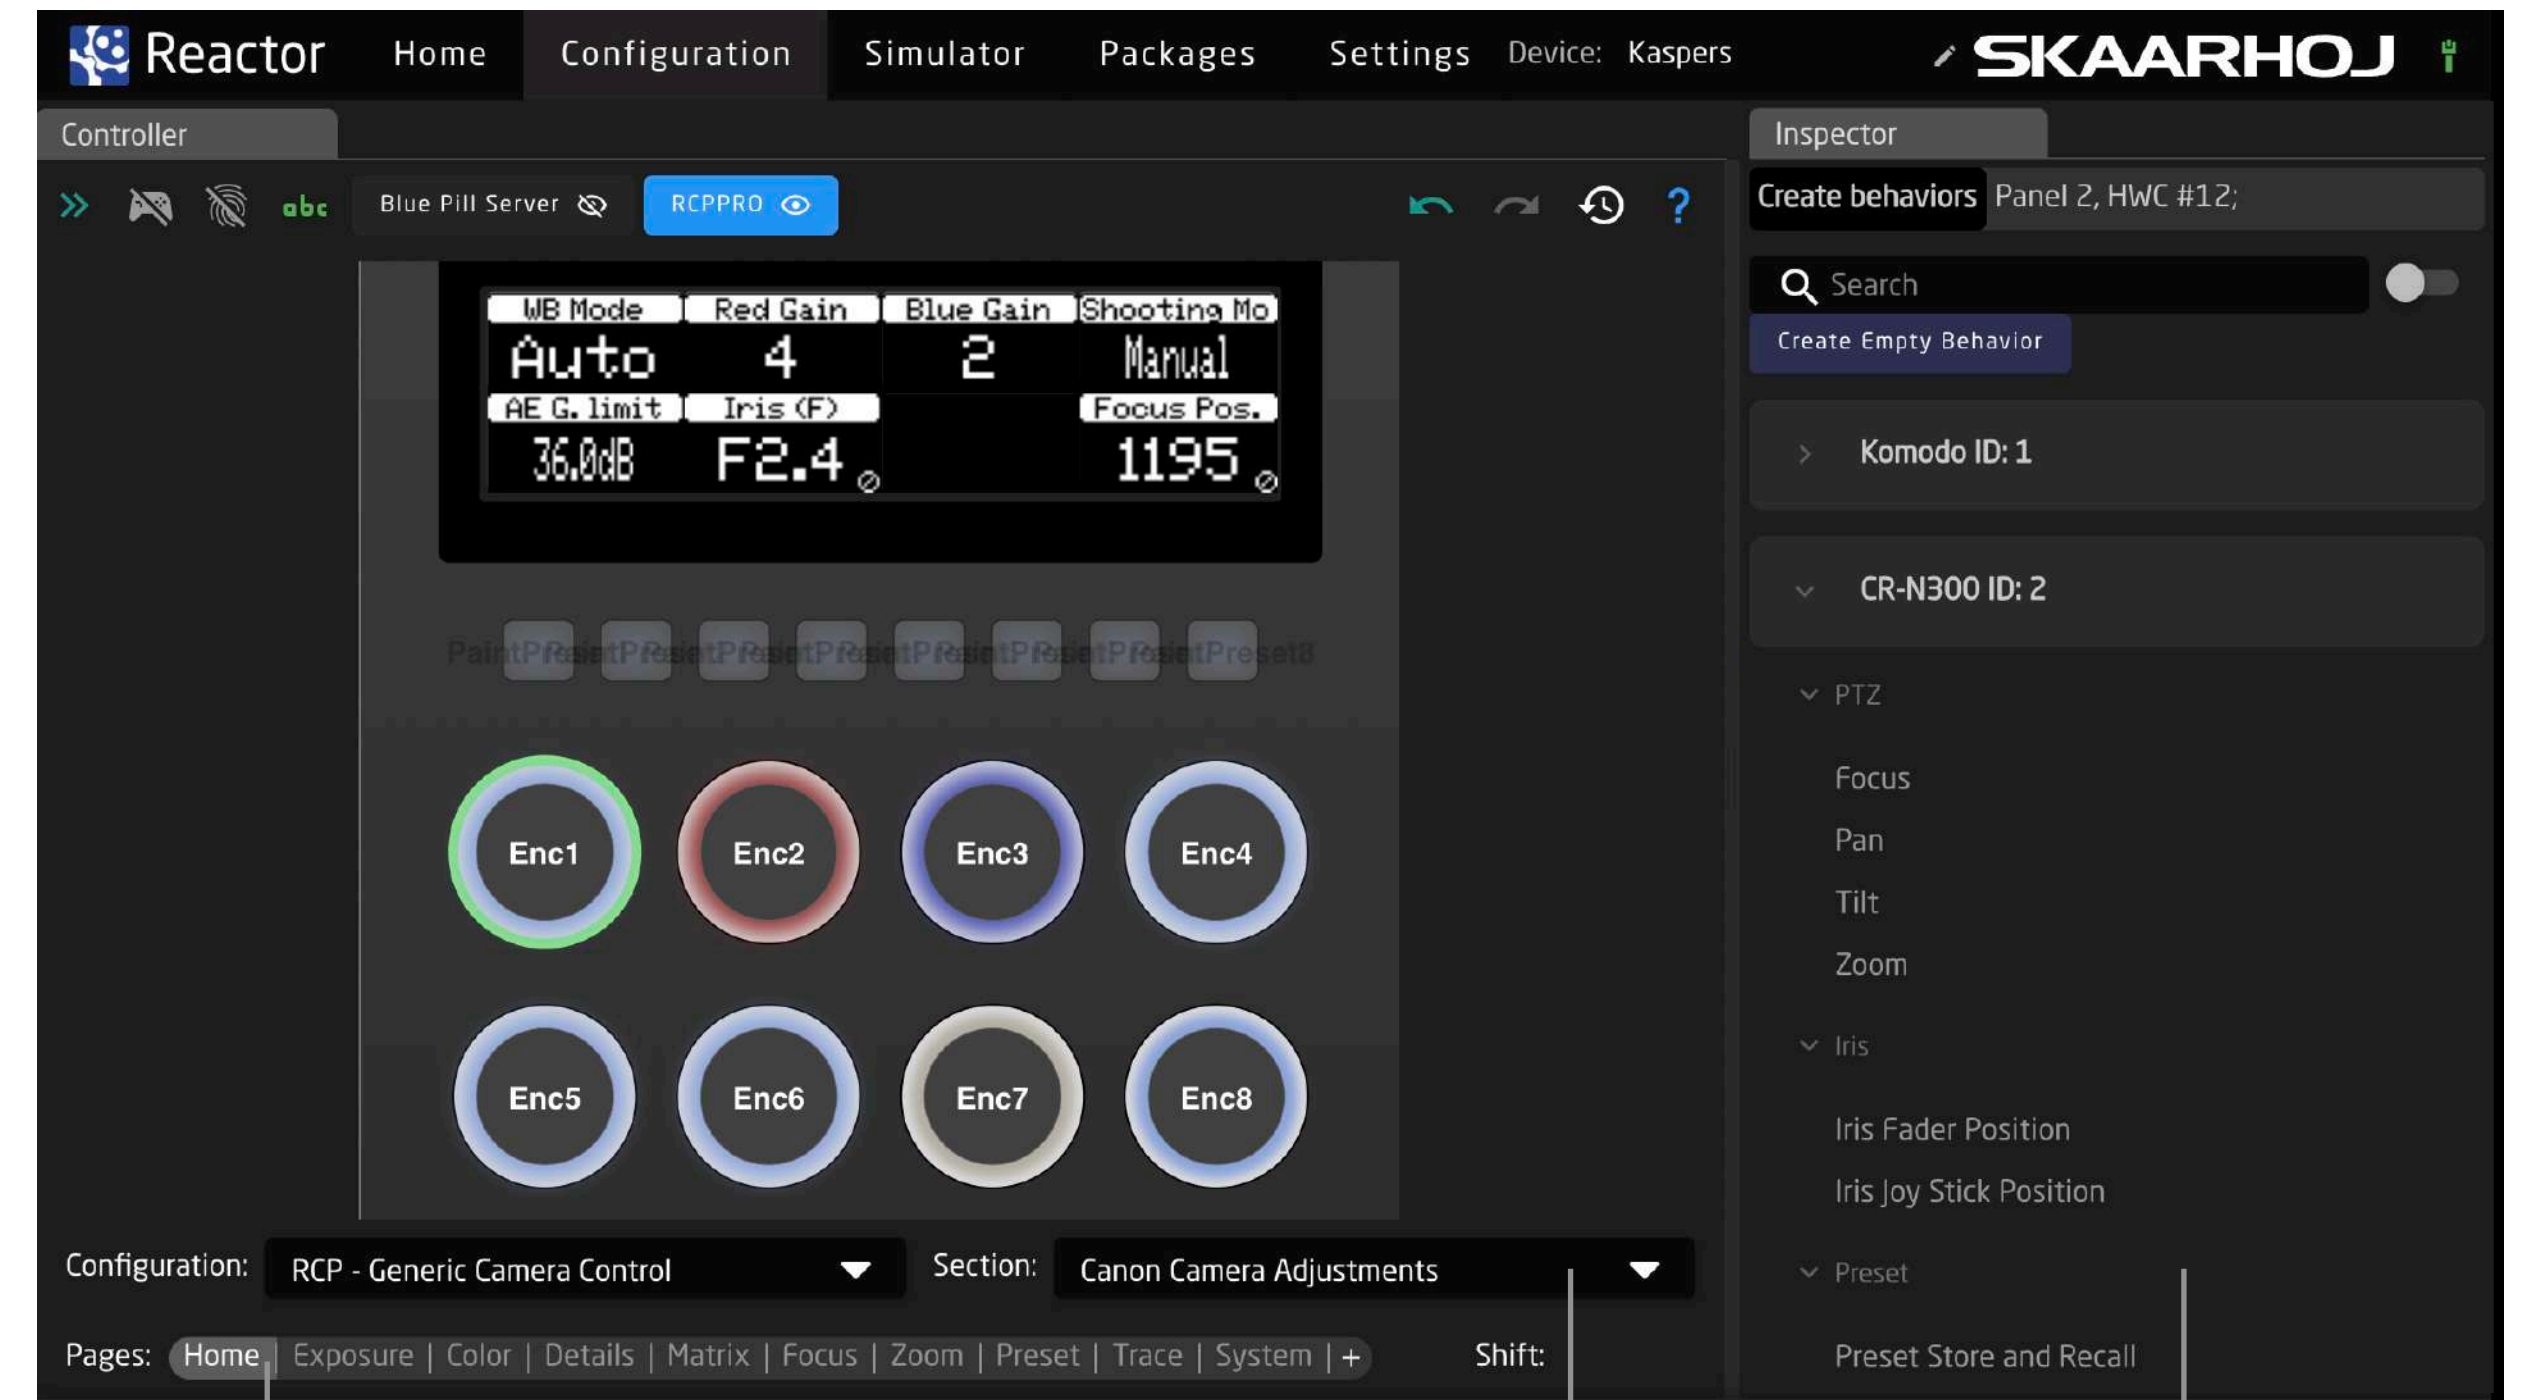 Reactor Home Configuration Simulator Packages Settings Device: Kaspers SKAARHOJ
Controller
abc Blue Pill Server RCPPRO ?
WB Mode Red Gain Blue Gain Shooting Mo
Auto 4 2 Manual
AE G. limit Iris (F) Focus Pos.
36.0dB F2.4 1195
Enc1 Enc2 Enc3 Enc4
Enc5 Enc6 Enc7 Enc8
Configuration: RCP - Generic Camera Control Section: Canon Camera Adjustments
Pages: Home | Exposure | Color | Details | Matrix | Focus | Zoom | Preset | Trace | System | + Shift:
Inspector
Create behaviors Panel 2, HWC #12;
Search
Create Empty Behavior
Komodo ID: 1
CR-N300 ID: 2
PTZ
Focus
Pan
Tilt
Zoom
Iris
Iris Fader Position
Iris Joy Stick Position
Preset
Preset Store and Recall